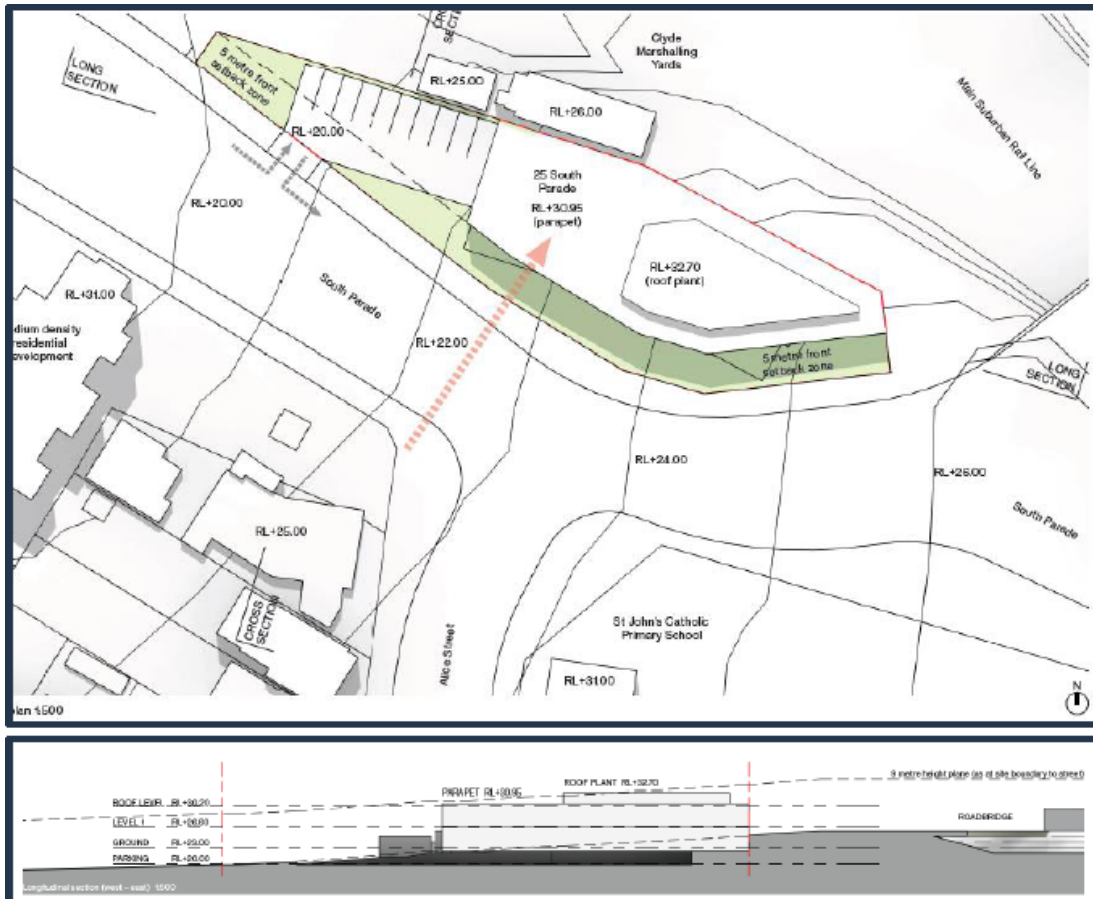 CROSS
SECTION
Clyde
Marshalling
Yards
LONG
SECTION
5 metre front
setback zone
RL+25.00
RL+26.00
Main Suburban Rail Line
RL+20.00
25 South
Parade
RL+30.95
(parapet)
RL+20.00
RL+32.70
(roof plant)
RL+31.00
South Parade
dium density
residential
evelopment
RL+22.00
5 metre front
setback zone
LONG
SECTION
RL+24.00
RL+26.00
South Parade
RL+25.00
CROSS
SECTION
St John's Catholic
Primary School
Alice Street
RL+31.00
N
plan 1:500
ROOF PLANT RL+32.70
9 metre height plane (as at site boundary to street)
PARAPET RL+30.95
ROOF LEVEL RL+30.20
LEVEL 1
ROADBRIDGE
GROUND RL+23.00
PARKING RL+20.00
Longitudinal section (west – east) 1:500